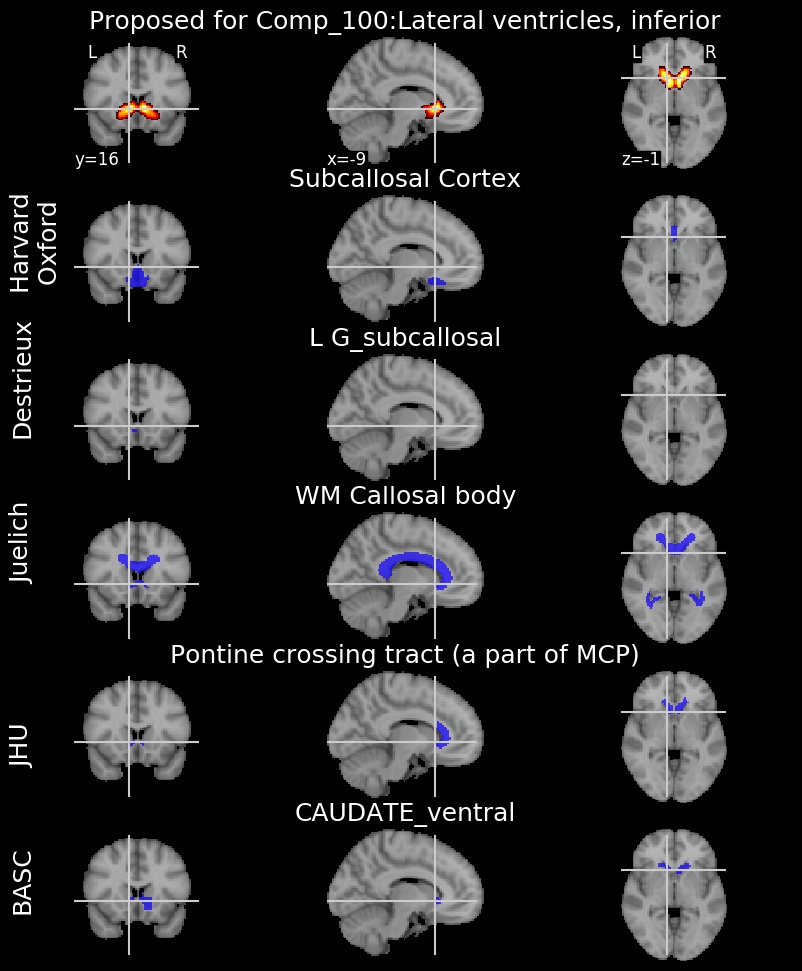 Proposed for Comp_100:Lateral ventricles, inferior
L R L R
y=16 x=-9 z=-1
Subcallosal Cortex
Harvard
Oxford
L G_subcallosal
Destrieux
WM Callosal body
Juelich
Pontine crossing tract (a part of MCP)
JHU
CAUDATE_ventral
BASC